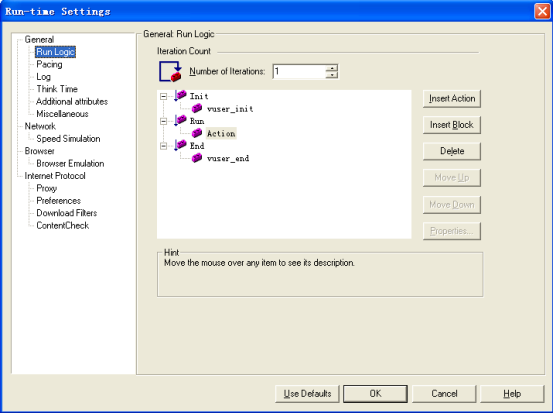 Run-time Settings
General
Run Logic
Pacing
Log
Think Time
Additional attributes
Miscellaneous
Network
Speed Simulation
Browser
Browser Emulation
Internet Protocol
Proxy
Preferences
Download Filters
ContentCheck
General: Run Logic
Iteration Count
Number of Iterations: 1
Init
vuser_init
Run
Action
End
vuser_end
Insert Action
Insert Block
Delete
Move Up
Move Down
Properties...
Hint
Move the mouse over any item to see its description.
Use Defaults OK Cancel Help